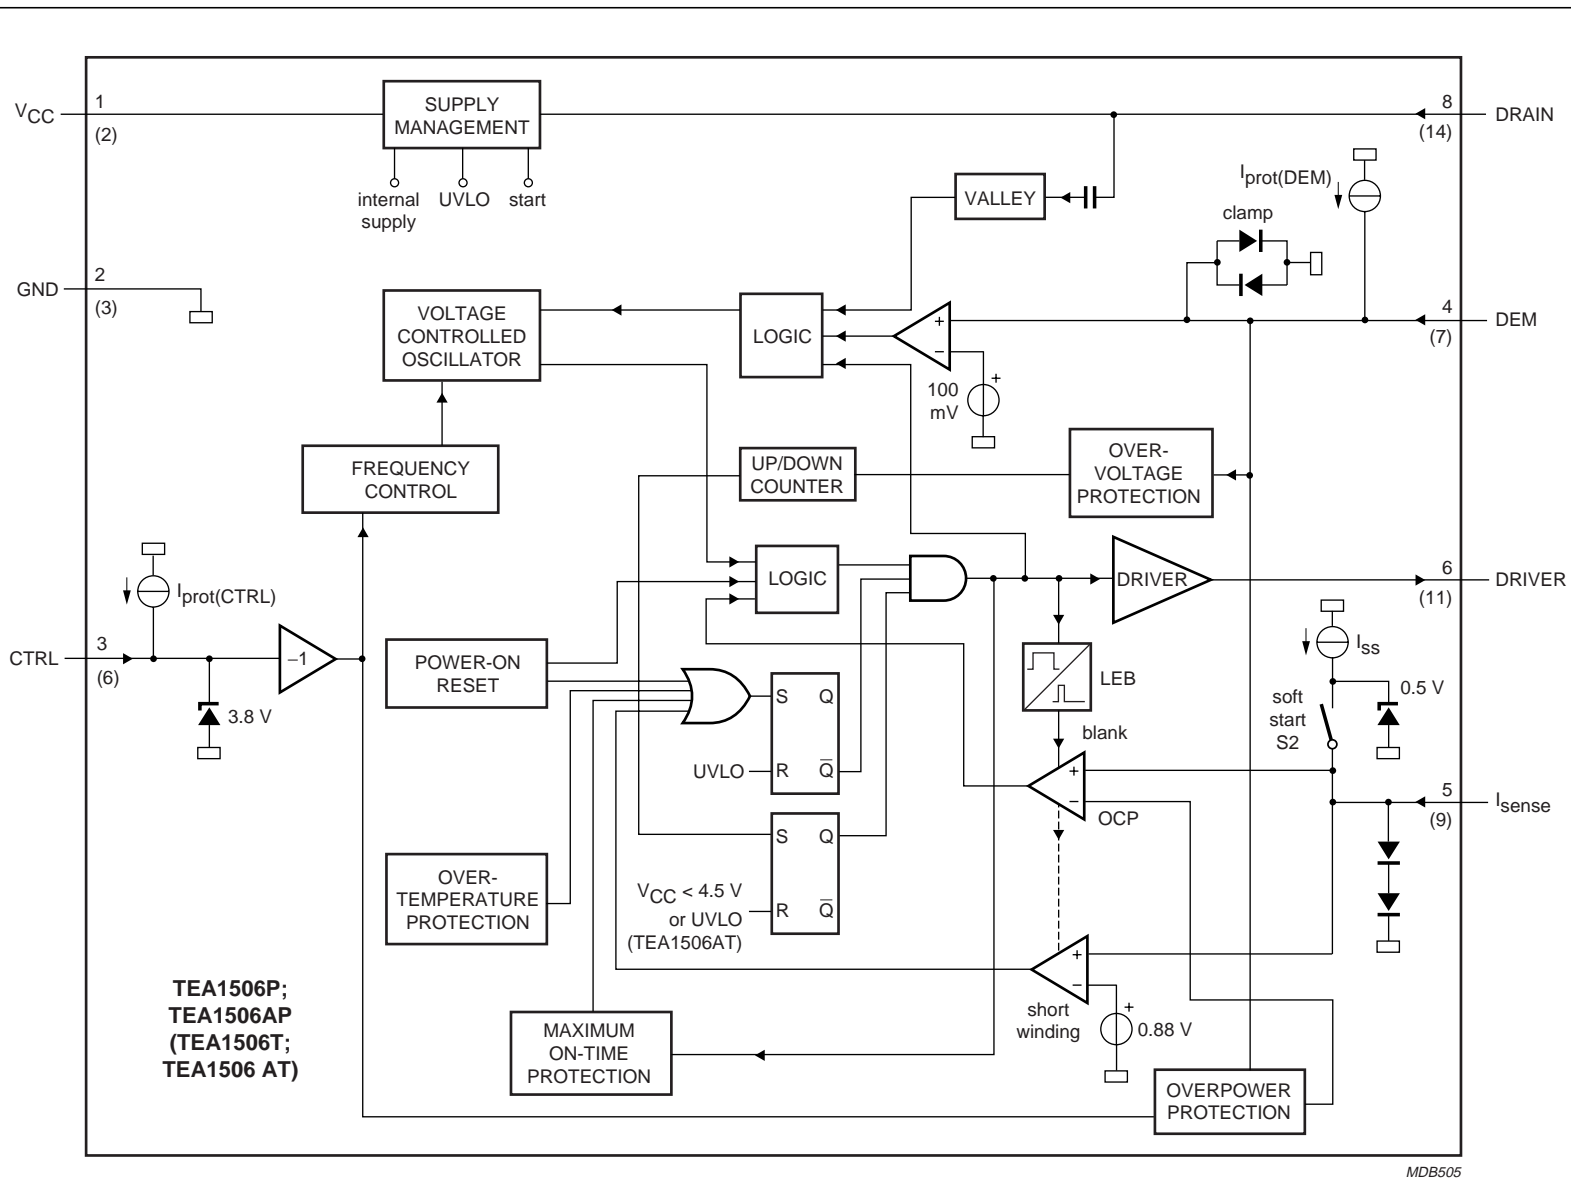 VCC
1
(2)
SUPPLY
MANAGEMENT
8
(14)
DRAIN
internal
supply
UVLO
start
VALLEY
Iprot(DEM)
clamp
GND
2
(3)
VOLTAGE
CONTROLLED
OSCILLATOR
LOGIC
+
−
100
mV
+
4
(7)
DEM
FREQUENCY
CONTROL
UP/DOWN
COUNTER
OVER-
VOLTAGE
PROTECTION
Iprot(CTRL)
LOGIC
DRIVER
6
(11)
DRIVER
CTRL
3
(6)
−1
3.8 V
POWER-ON
RESET
S
Q
UVLO
R
Q
LEB
blank
Iss
0.5 V
soft
start
S2
+
−
OCP
5
(9)
Isense
OVER-
TEMPERATURE
PROTECTION
S
Q
VCC < 4.5 V
or UVLO
(TEA1506AT)
R
Q
TEA1506P;
TEA1506AP
(TEA1506T;
TEA1506 AT)
MAXIMUM
ON-TIME
PROTECTION
+
−
short
winding
+
0.88 V
OVERPOWER
PROTECTION
MDB505